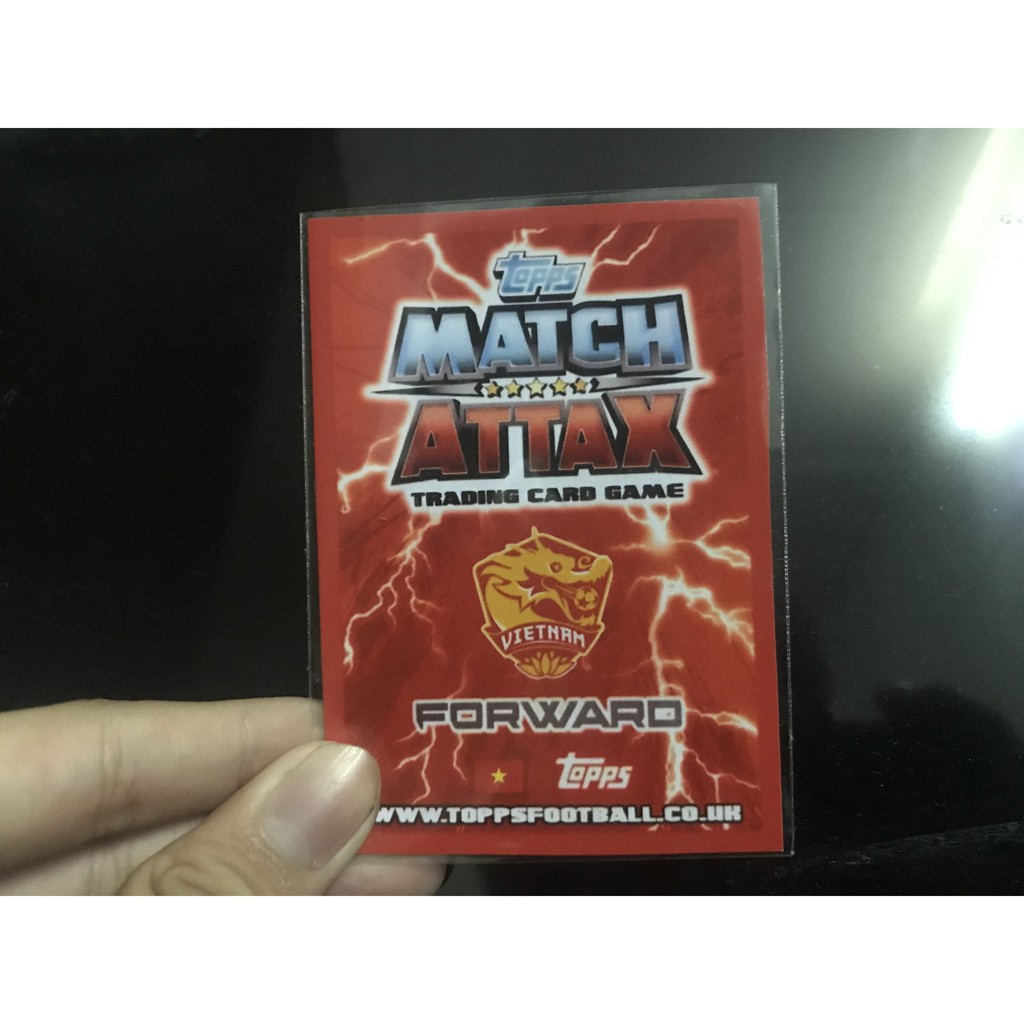 topps
MATCH
ATTAX
TRADING CARD GAME
VIETNAM
FORWARD
topps
WWW.TOPPSFOOTBALL.CO.UK